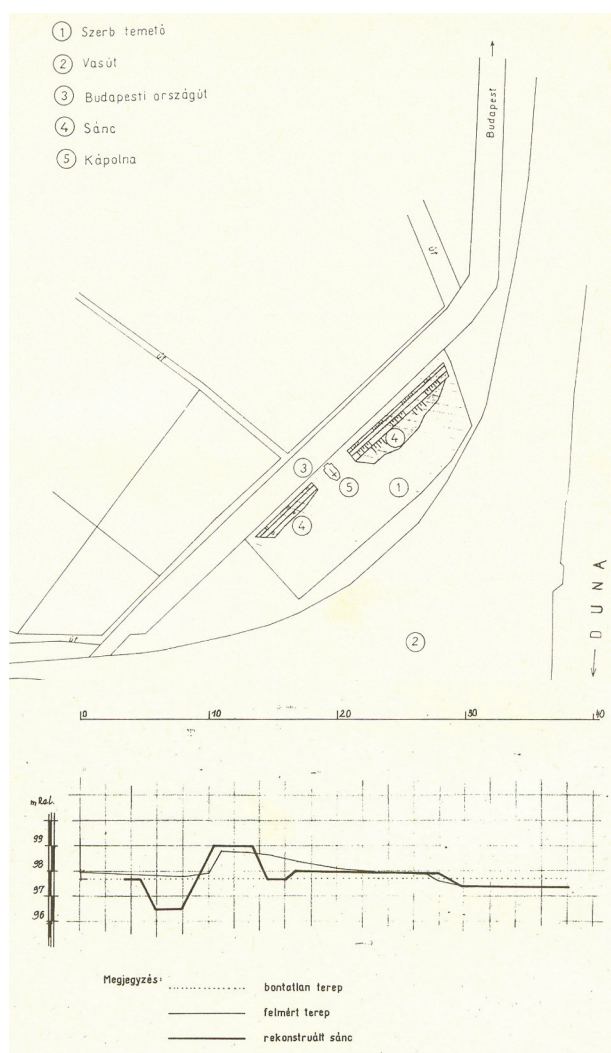 1 Szerb temető
2 Vasút
3 Budapesti országút
4 Sánc
5 Kápolna
Budapest
út
út
4
3
5
1
4
út
2
DUNA
0 10 20 30 40
99
98
97
96
Megjegyzés:
bontatlan terep
felmért terep
rekonstruált sánc